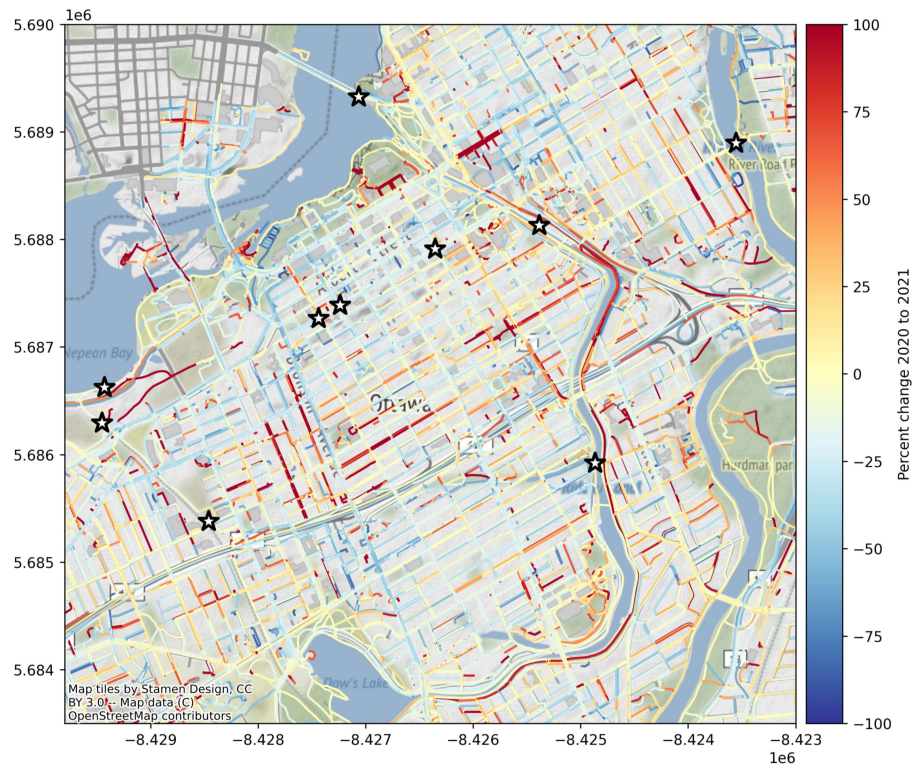 1e6
5.690
5.689
5.688
5.687
5.686
5.685
5.684
−8.429
−8.428
−8.427
−8.426
−8.425
−8.424
−8.423
1e6
River Road P
Nepean Bay
Ottawa
Hurdman par
Dow's Lake
Map tiles by Stamen Design, CC
BY 3.0 -- Map data (C)
OpenStreetMap contributors
100
75
50
25
0
−25
−50
−75
−100
Percent change 2020 to 2021